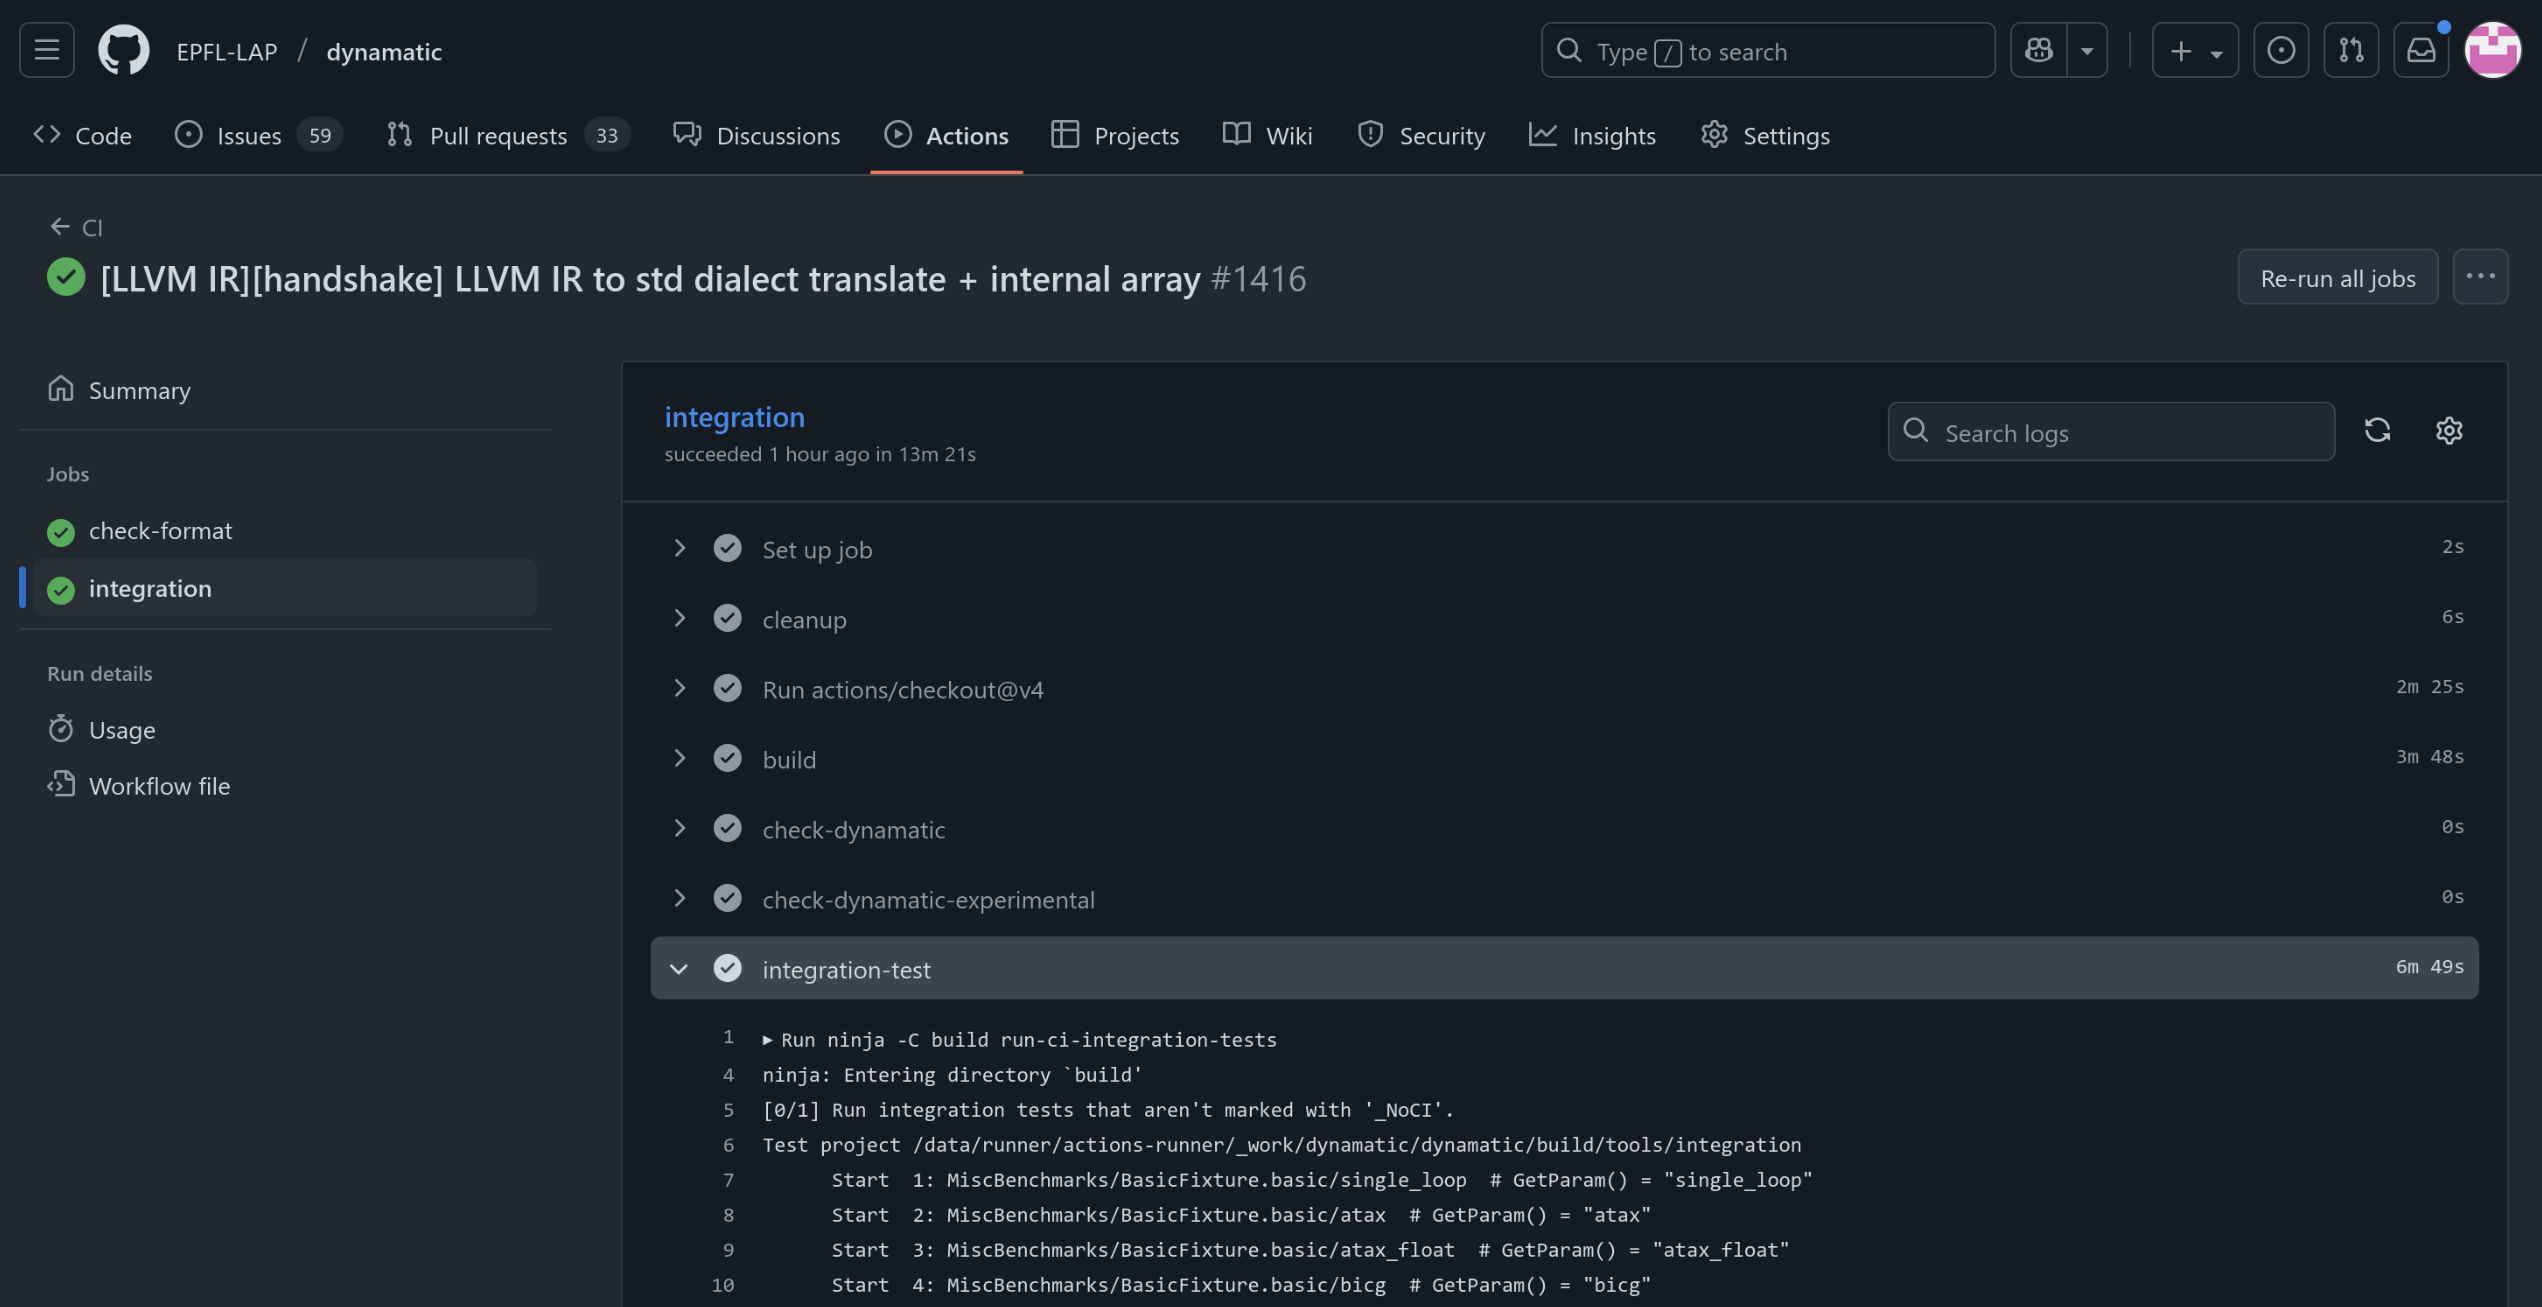 EPFL-LAP / dynamatic
Type / to search
Code
Issues 59
Pull requests 33
Discussions
Actions
Projects
Wiki
Security
Insights
Settings
← CI
[LLVM IR][handshake] LLVM IR to std dialect translate + internal array #1416
Re-run all jobs
Summary
Jobs
check-format
integration
Run details
Usage
Workflow file
integration
succeeded 1 hour ago in 13m 21s
Search logs
Set up job 2s
cleanup 6s
Run actions/checkout@v4 2m 25s
build 3m 48s
check-dynamatic 0s
check-dynamatic-experimental 0s
integration-test 6m 49s
1 ▶ Run ninja -C build run-ci-integration-tests
4 ninja: Entering directory `build'
5 [0/1] Run integration tests that aren't marked with '_NoCI'.
6 Test project /data/runner/actions-runner/_work/dynamatic/dynamatic/build/tools/integration
7 Start  1: MiscBenchmarks/BasicFixture.basic/single_loop  # GetParam() = "single_loop"
8 Start  2: MiscBenchmarks/BasicFixture.basic/atax  # GetParam() = "atax"
9 Start  3: MiscBenchmarks/BasicFixture.basic/atax_float  # GetParam() = "atax_float"
10 Start  4: MiscBenchmarks/BasicFixture.basic/bicg  # GetParam() = "bicg"